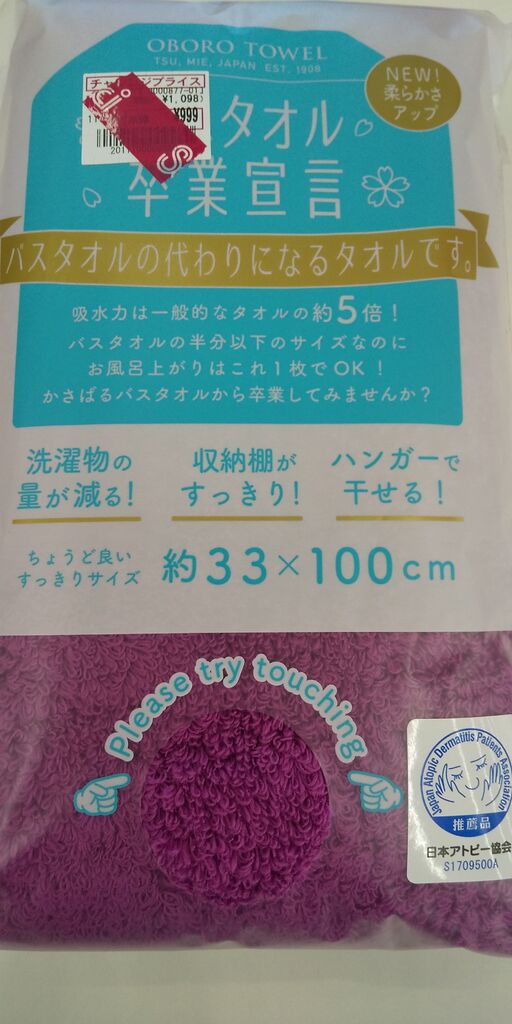 OBORO TOWEL
TSU, MIE, JAPAN EST. 1908
NEW!
柔らかさ
アップ
¥1,098)
¥999
タオル
卒業宣言
バスタオルの代わりになるタオルです。
吸水力は一般的なタオルの約5倍!
バスタオルの半分以下のサイズなのに
お風呂上がりはこれ1枚でOK!
かさばるバスタオルから卒業してみませんか?
洗濯物の
量が減る!
収納棚が
すっきり!
ハンガーで
干せる!
ちょうど良い
すっきりサイズ
約33×100cm
Please try touching
Japan Atopic Dermatitis Patients Association
推薦品
日本アトピー協会
S1709500A